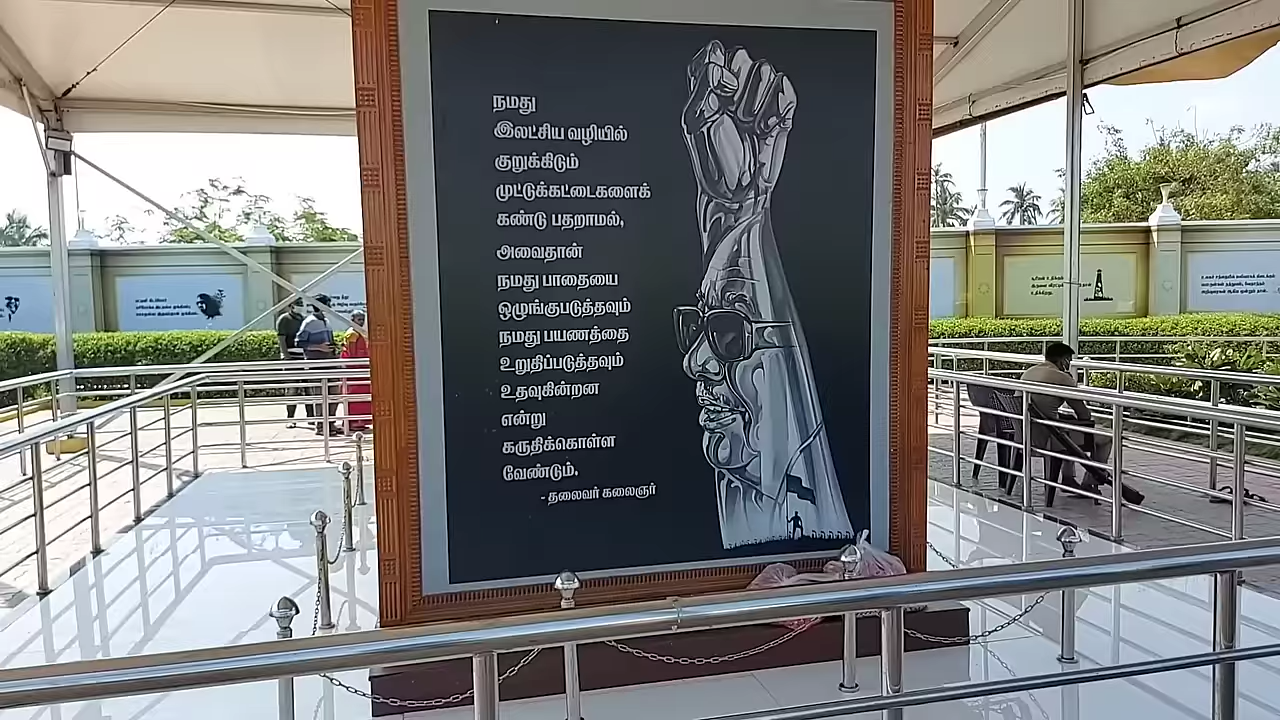 நமது
இலட்சிய வழியில்
குறுக்கிடும்
முட்டுக்கட்டைகளைக்
கண்டு பதறாமல்,
அவைதான்
நமது பாதையை
ஒழுங்குபடுத்தவும்
நமது பயணத்தை
உறுதிப்படுத்தவும்
உதவுகின்றன
என்று
கருதிக்கொள்ள
வேண்டும்.
- தலைவர் கலைஞர்